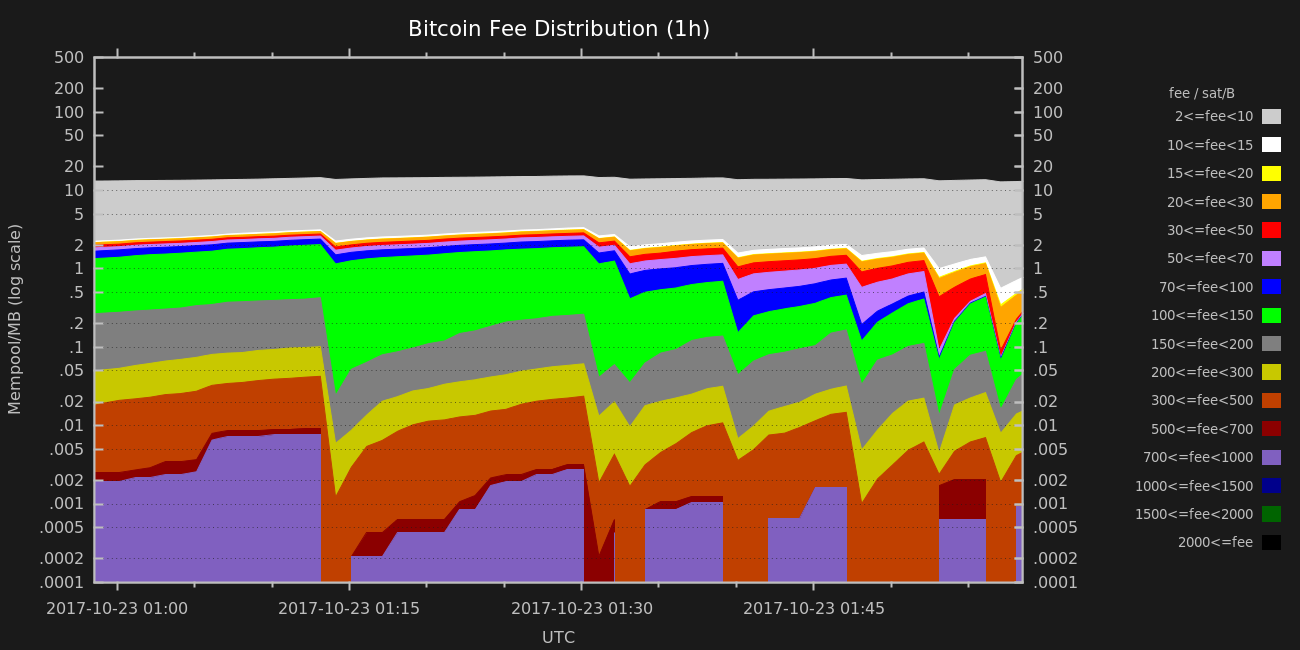 Bitcoin Fee Distribution (1h)
500 500
200 200
100 100
50 50
20 20
10 10
5 5
2 2
1 1
.5 .5
.2 .2
.1 .1
.05 .05
.02 .02
.01 .01
.005 .005
.002 .002
.001 .001
.0005 .0005
.0002 .0002
.0001 .0001
Mempool/MB (log scale)
2017-10-23 01:00 2017-10-23 01:15 2017-10-23 01:30 2017-10-23 01:45
UTC
fee / sat/B
2<=fee<10
10<=fee<15
15<=fee<20
20<=fee<30
30<=fee<50
50<=fee<70
70<=fee<100
100<=fee<150
150<=fee<200
200<=fee<300
300<=fee<500
500<=fee<700
700<=fee<1000
1000<=fee<1500
1500<=fee<2000
2000<=fee